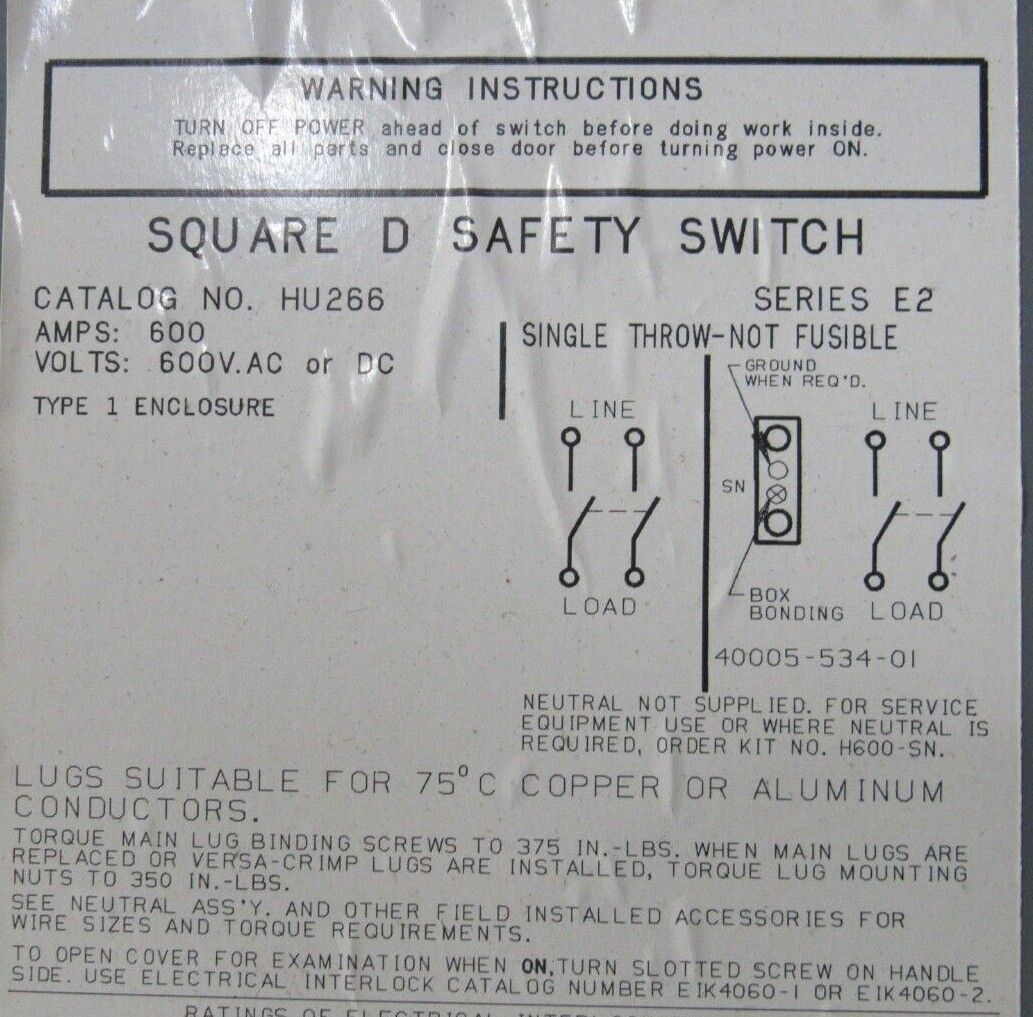 WARNING INSTRUCTIONS
TURN OFF POWER ahead of switch before doing work inside.
Replace all parts and close door before turning power ON.
SQUARE D SAFETY SWITCH
CATALOG NO. HU266
SERIES E2
AMPS: 600
VOLTS: 600V.AC or DC
TYPE 1 ENCLOSURE
SINGLE THROW-NOT FUSIBLE
LINE
LOAD
GROUND
WHEN REQ'D.
SN
BOX
BONDING
LINE
LOAD
40005-534-01
NEUTRAL NOT SUPPLIED. FOR SERVICE
EQUIPMENT USE OR WHERE NEUTRAL IS
REQUIRED, ORDER KIT NO. H600-SN.
LUGS SUITABLE FOR 75°C COPPER OR ALUMINUM
CONDUCTORS.
TORQUE MAIN LUG BINDING SCREWS TO 375 IN.-LBS. WHEN MAIN LUGS ARE
REPLACED OR VERSA-CRIMP LUGS ARE INSTALLED, TORQUE LUG MOUNTING
NUTS TO 350 IN.-LBS.
SEE NEUTRAL ASS'Y. AND OTHER FIELD INSTALLED ACCESSORIES FOR
WIRE SIZES AND TORQUE REQUIREMENTS.
TO OPEN COVER FOR EXAMINATION WHEN ON, TURN SLOTTED SCREW ON HANDLE
SIDE. USE ELECTRICAL INTERLOCK CATALOG NUMBER EIK4060-1 OR EIK4060-2.
RATINGS OF ELECTRICAL